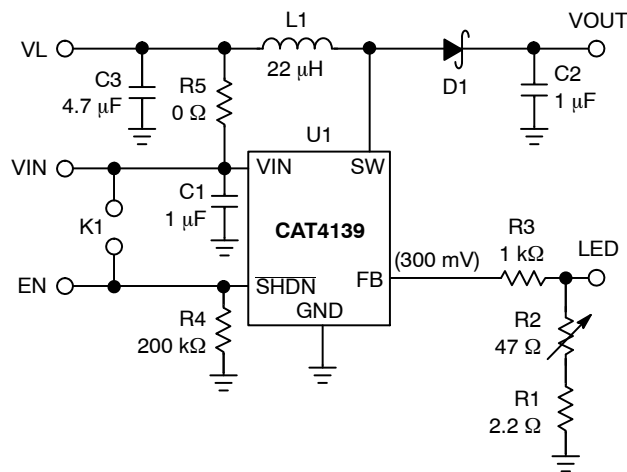 L1
VL
VOUT
22 μH
C3
4.7 μF
R5
0 Ω
D1
C2
1 μF
U1
VIN
VIN
SW
C1
1 μF
K1
CAT4139
R3
1 kΩ
LED
(300 mV)
FB
EN
SHDN
GND
R4
200 kΩ
R2
47 Ω
R1
2.2 Ω